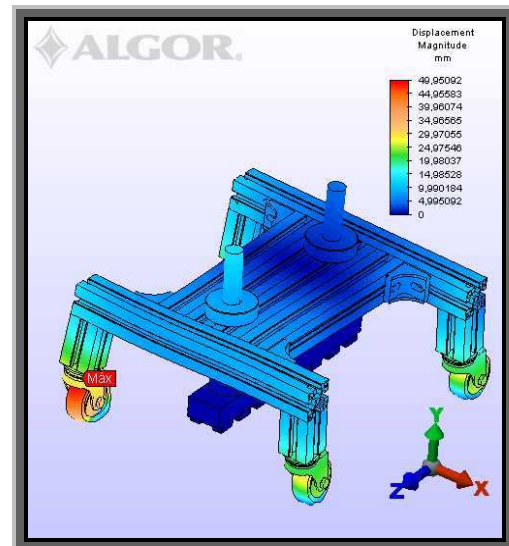 ALGOR.
Displacement
Magnitude
mm
49,95092
44,95583
39,96074
34,96565
29,97055
24,97546
19,98037
14,98528
9,990184
4,995092
0
Max
Y
Z
X